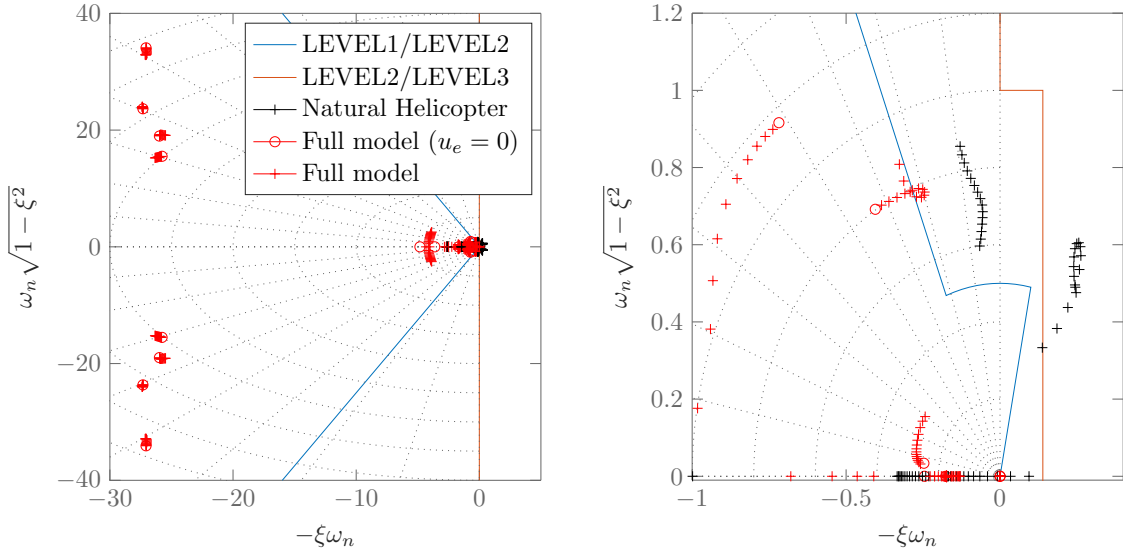 LEVEL1/LEVEL2
LEVEL2/LEVEL3
Natural Helicopter
Full model (u_e = 0)
Full model
40
20
0
−20
−40
−30
−20
−10
0
−ξω_n
ω_n√1 − ξ²
1.2
1
0.8
0.6
0.4
0.2
0
−1
−0.5
0
−ξω_n
ω_n√1 − ξ²